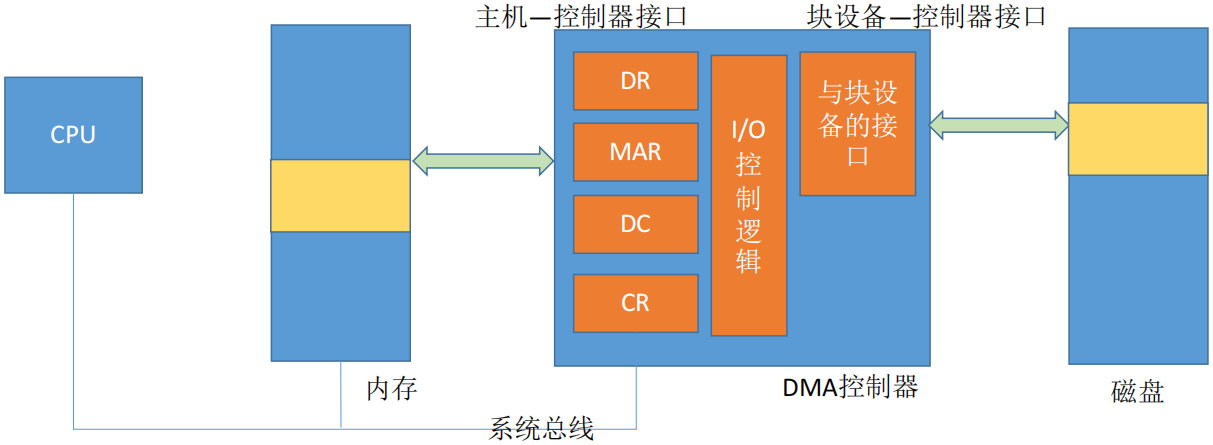 主机—控制器接口
块设备—控制器接口
CPU
DR
MAR
DC
CR
I/O
控
制
逻
辑
与块设
备的接
口
内存
DMA控制器
磁盘
系统总线